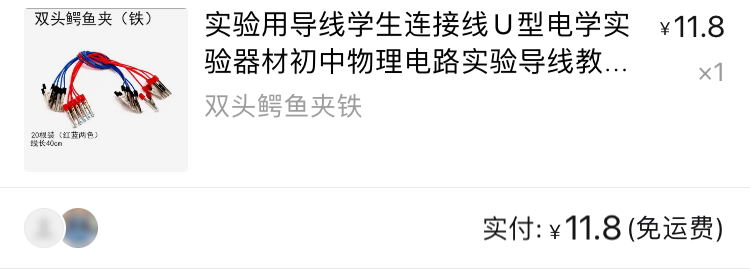 双头鳄鱼夹（铁）
20根装（红蓝两色）
线长40cm
实验用导线学生连接线U型电学实
验器材初中物理电路实验导线教…
¥11.8
×1
双头鳄鱼夹铁
实付:¥11.8(免运费)